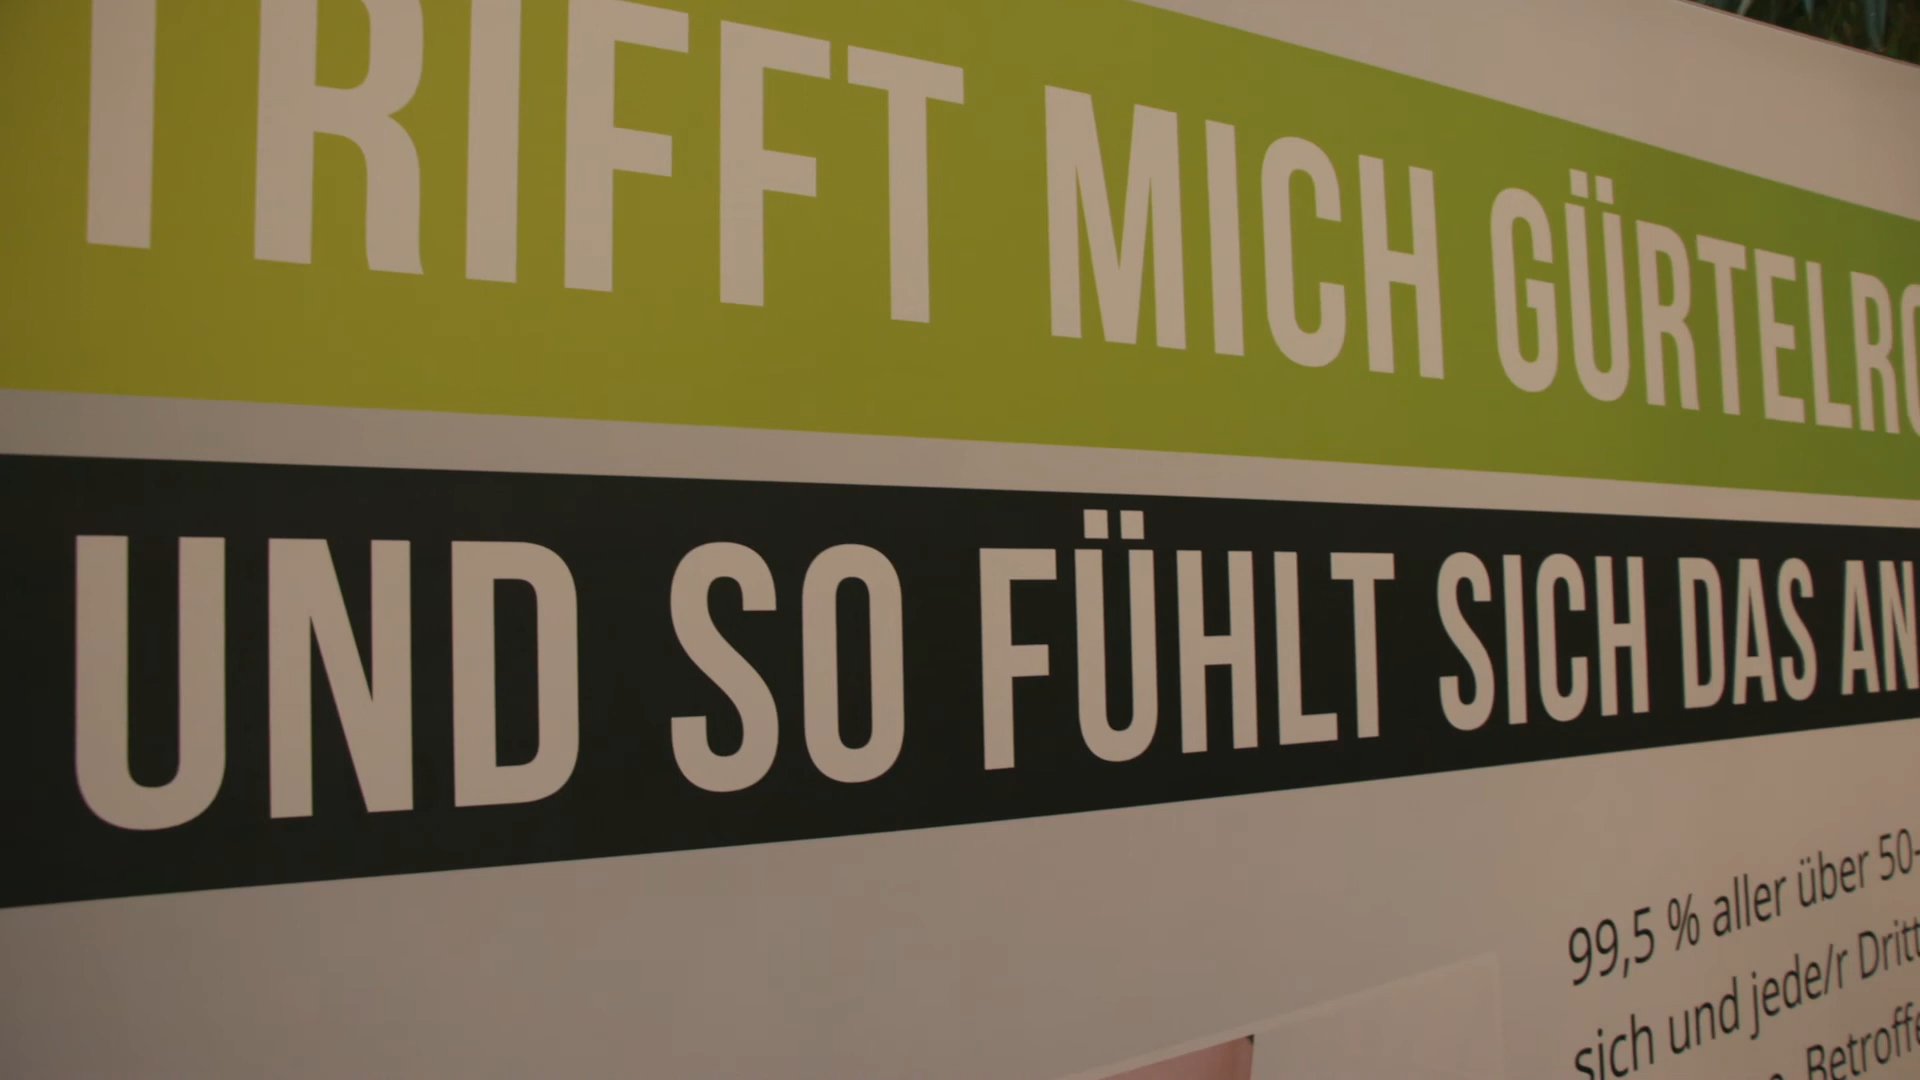 TRIFFT MICH GÜRTELRO
UND SO FÜHLT SICH DAS AN
99,5 % aller über 50-
sich und jede/r Dritt
Betroffe